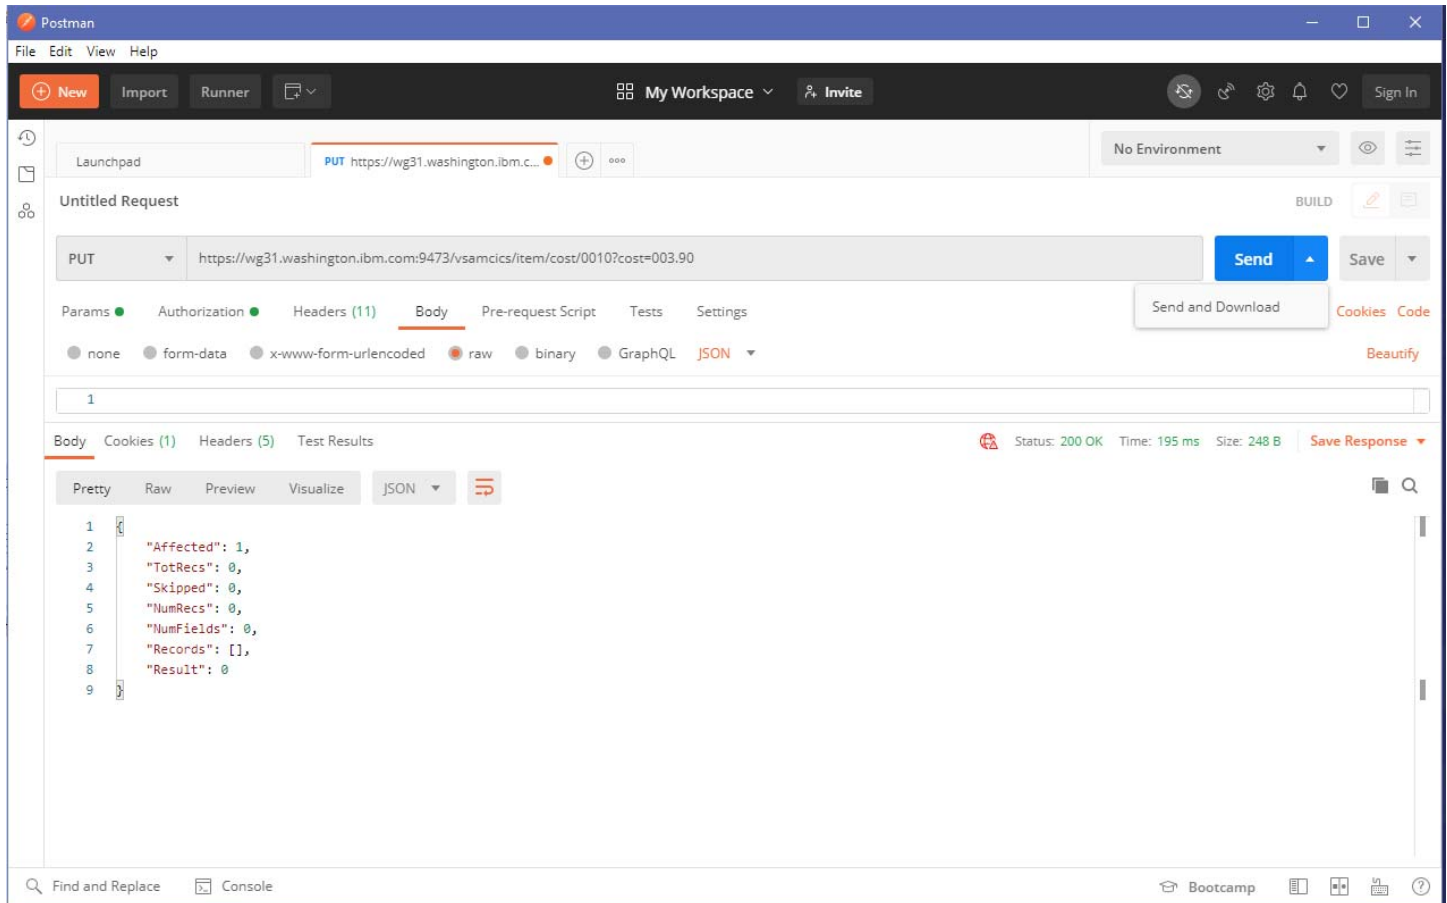 Postman
File Edit View Help
New Import Runner My Workspace Invite Sign In
Launchpad PUT https://wg31.washington.ibm.c... No Environment
Untitled Request BUILD
PUT https://wg31.washington.ibm.com:9473/vsamcics/item/cost/0010?cost=003.90 Send Save
Params Authorization Headers (11) Body Pre-request Script Tests Settings Send and Download Cookies Code
none form-data x-www-form-urlencoded raw binary GraphQL JSON Beautify
1
Body Cookies (1) Headers (5) Test Results Status: 200 OK Time: 195 ms Size: 248 B Save Response
Pretty Raw Preview Visualize JSON
1 {
2 "Affected": 1,
3 "TotRecs": 0,
4 "Skipped": 0,
5 "NumRecs": 0,
6 "NumFields": 0,
7 "Records": [],
8 "Result": 0
9 }
Find and Replace Console Bootcamp